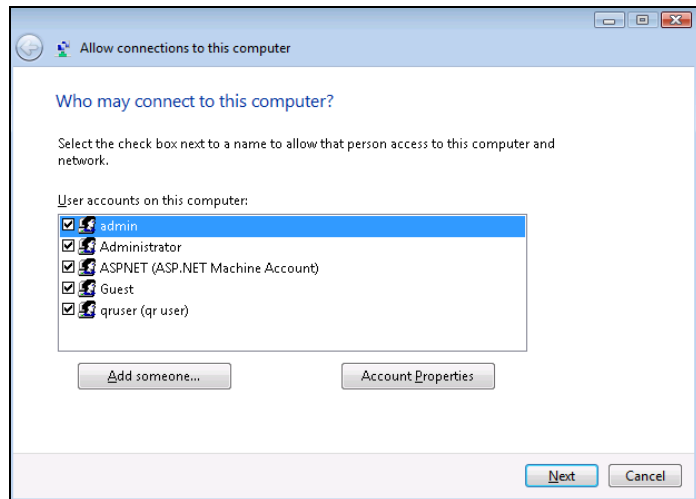 Allow connections to this computer
Who may connect to this computer?
Select the check box next to a name to allow that person access to this computer and
network.
User accounts on this computer:
admin
Administrator
ASPNET (ASP.NET Machine Account)
Guest
qruser (qr user)
Add someone... Account Properties
Next Cancel